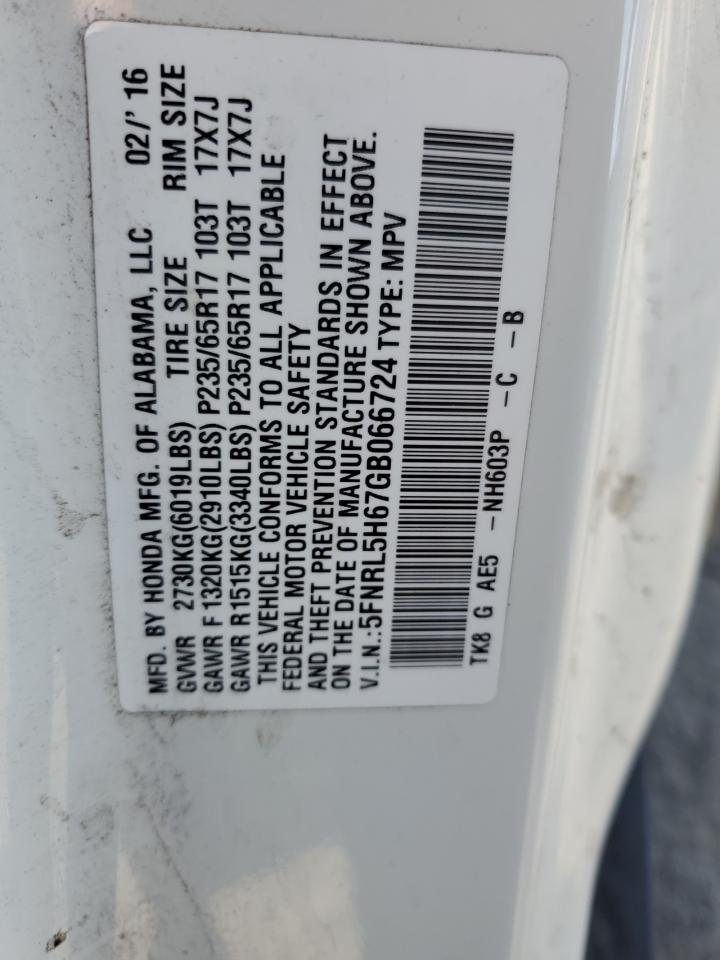 MFD. BY HONDA MFG. OF ALABAMA, LLC 02/' 16
GVWR 2730KG(6019LBS) TIRE SIZE RIM SIZE
GAWR F 1320KG(2910LBS) P235/65R17 103T 17X7J
GAWR R1515KG(3340LBS) P235/65R17 103T 17X7J
THIS VEHICLE CONFORMS TO ALL APPLICABLE
FEDERAL MOTOR VEHICLE SAFETY
AND THEFT PREVENTION STANDARDS IN EFFECT
ON THE DATE OF MANUFACTURE SHOWN ABOVE.
V.I.N.:5FNRL5H67GB066724 TYPE: MPV
TK8 G AE5 -NH603P -C -B